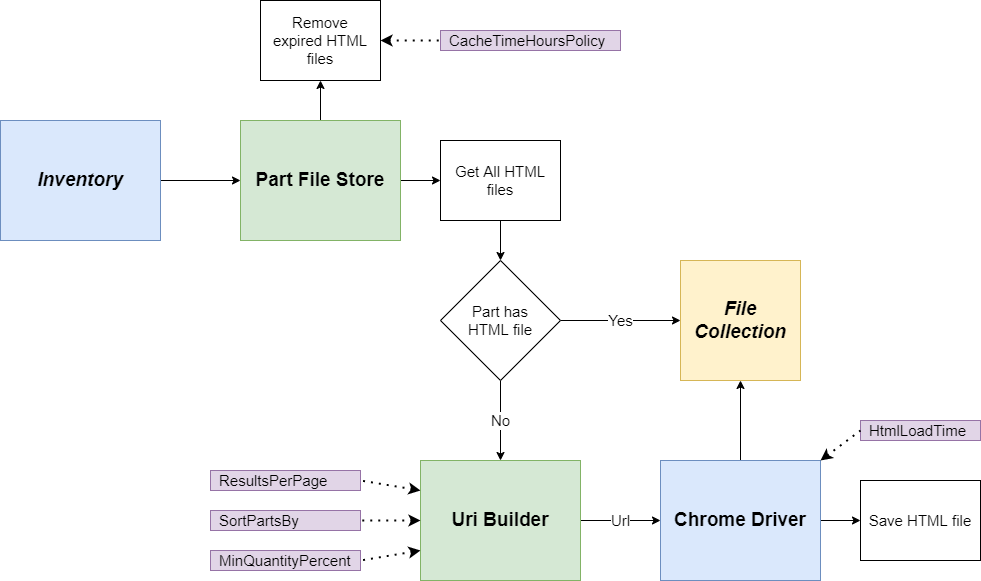 Remove
expired HTML
files
CacheTimeHoursPolicy
Inventory
Part File Store
Get All HTML
files
Part has
HTML file
Yes
File
Collection
No
HtmlLoadTime
ResultsPerPage
SortPartsBy
MinQuantityPercent
Uri Builder
Url
Chrome Driver
Save HTML file